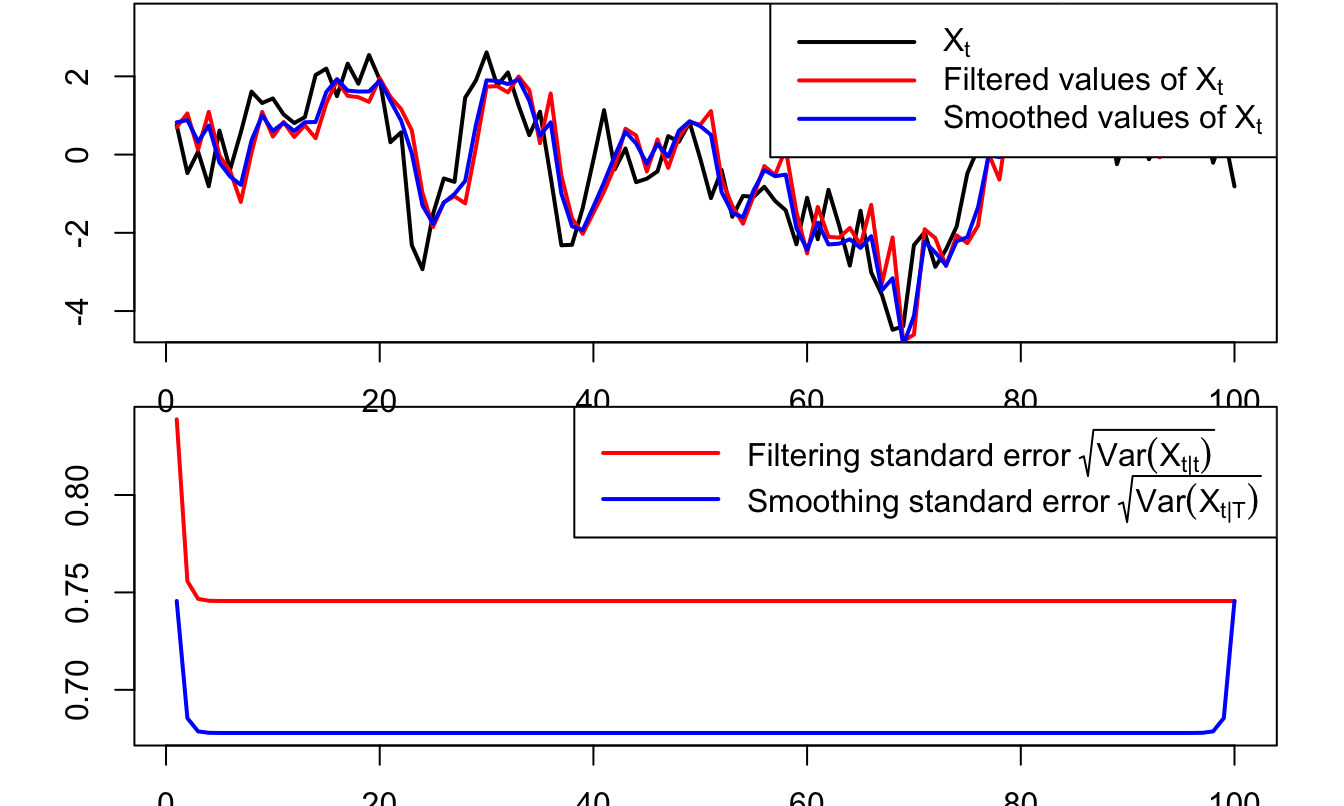 X_t
Filtered values of X_t
Smoothed values of X_t
2
0
-2
-4
0 20 40 60 80 100
Filtering standard error √Var(X_t|t)
Smoothing standard error √Var(X_t|T)
0.80
0.75
0.70
0 20 40 60 80 100